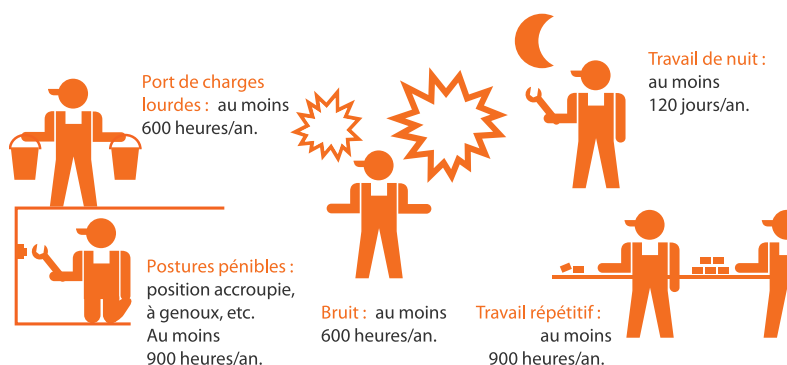 Port de charges
lourdes : au moins
600 heures/an.
Travail de nuit :
au moins
120 jours/an.
Postures pénibles :
position accroupie,
à genoux, etc.
Au moins
900 heures/an.
Bruit : au moins
600 heures/an.
Travail répétitif :
au moins
900 heures/an.